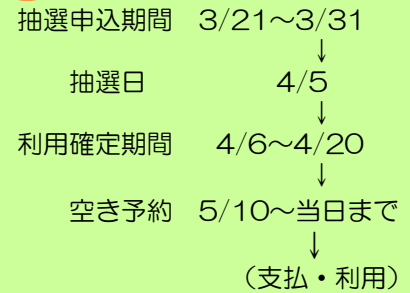 抽選申込期間 3/21～3/31
↓
抽選日 4/5
↓
利用確定期間 4/6～4/20
↓
空き予約 5/10～当日まで
↓
（支払・利用）